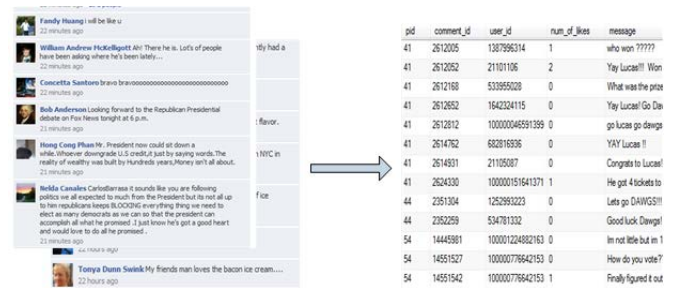 Fandy Huang i will be like u
22 minutes ago
William Andrew McKelligott Ah! There he is. Lot's of people
have been asking where he's been lately...
22 minutes ago
Concetta Santoro bravo bravoooooooooooooooooooooooooo
22 minutes ago
Bob Anderson Looking forward to the Republican Presidential
debate on Fox News tonight at 6 p.m.
21 minutes ago
Hong Cong Phan Mr. President now could sit down a
while.Whoever downgrade U.S credit,it just by saying words.The
reality of wealthy was built by Hundreds years,Money isn't all about.
21 minutes ago
Nelda Canales CarlosBarrasa it sounds like you are following
politics we all expected to much from the President but its not all up
to him republicans keeps BLOCKING everything thing we need to
elect as many democrats as we can so that the president can
accomplish all what he promised .I just know he's got a good heart
and would love to do all he promised .
21 minutes ago
ntly had a
flavor.
n NYC in
f ice
22 hours ago
Tonya Dunn Swink My friends man loves the bacon ice cream....
22 hours ago
pid comment_id user_id num_of_likes message
41 2612005 1387996314 1 who won ?????
41 2612052 21101106 2 Yay Lucas!!! Won
41 2612168 533955028 0 What was the prize
41 2612652 1642324115 0 Yay Lucas! Go Da
41 2612812 100000046591399 0 go lucas go dawgs
41 2614762 682816936 0 YAY Lucas !!
41 2614931 21105087 0 Congrats to Lucas!
41 2624330 100000151641371 1 He got 4 tickets to
44 2351304 1252993223 0 Lets go DAWGS!!!
44 2352259 534781332 0 Good luck Dawgs!
54 14445981 100001224882163 0 Im not little but im 1
54 14551527 100000776642153 0 How do you vote?
54 14551542 100000776642153 1 Finally figured it out